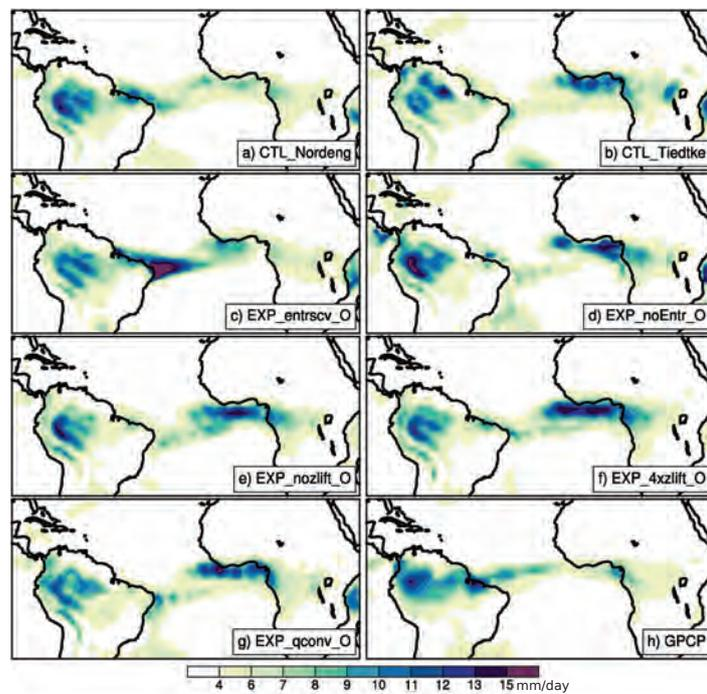 a) CTL_Nordeng
b) CTL_Tiedtke
c) EXP_entrscv_O
d) EXP_noEntr_O
e) EXP_nozlift_O
f) EXP_4xzlift_O
g) EXP_qconv_O
h) GPCP
4 6 7 8 9 10 11 12 13 14 15 mm/day